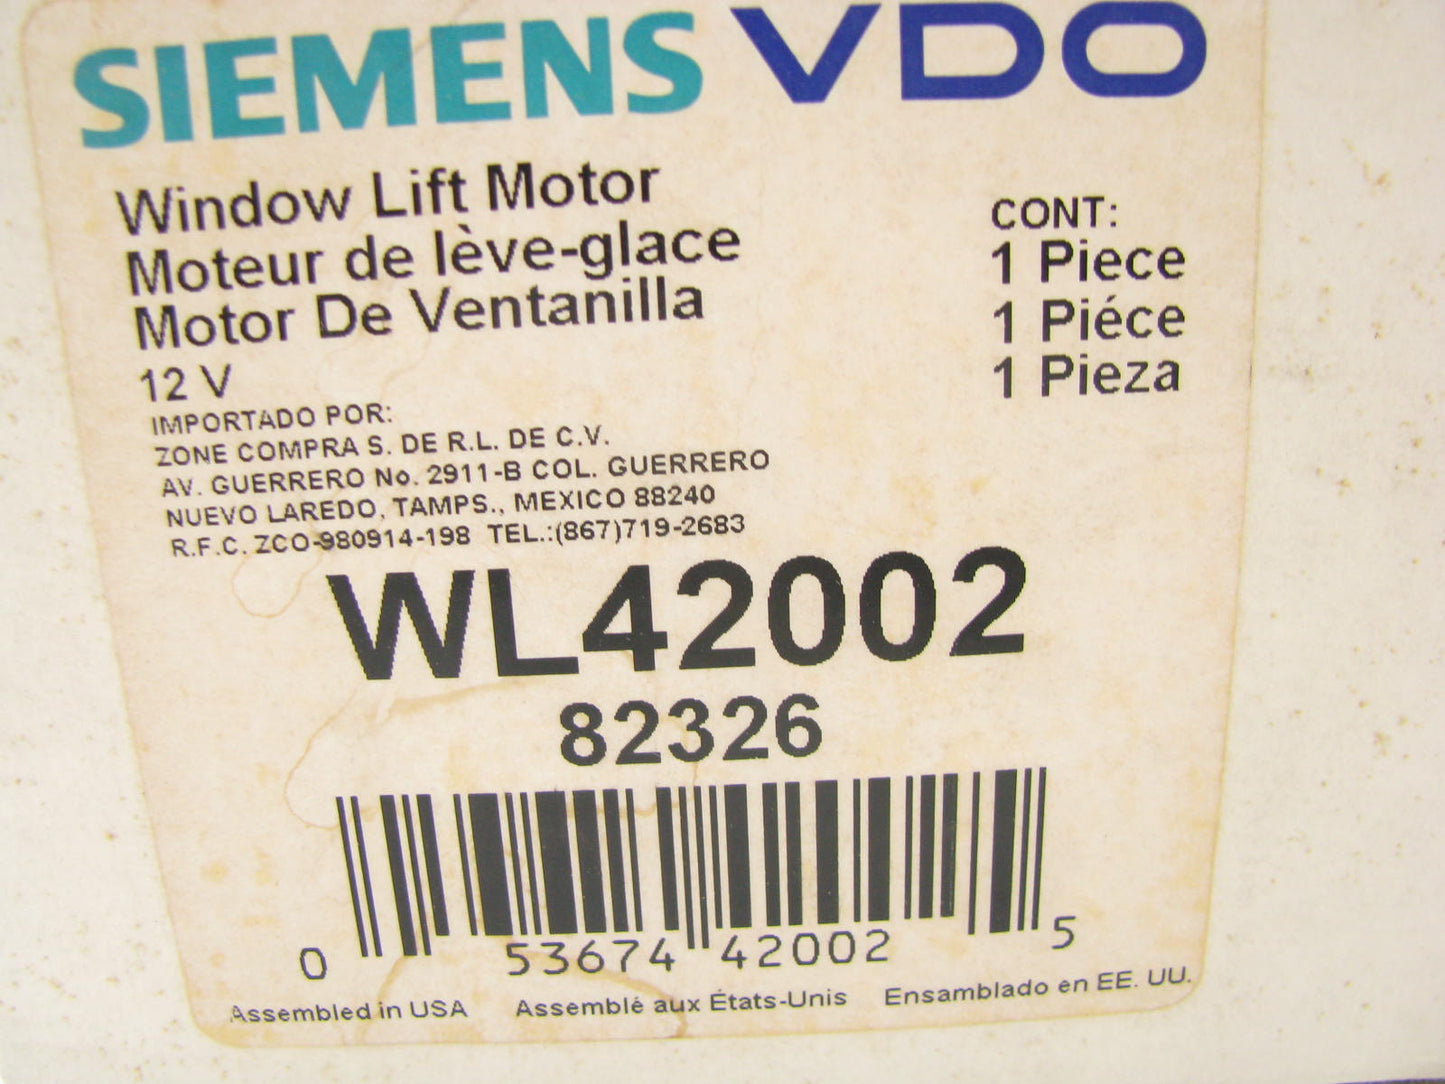 SIEMENS VDO
Window Lift Motor
Moteur de lève-glace
Motor De Ventanilla
12 V
CONT:
1 Piece
1 Piéce
1 Pieza
IMPORTADO POR:
ZONE COMPRA S. DE R.L. DE C.V.
AV. GUERRERO No. 2911-B COL. GUERRERO
NUEVO LAREDO, TAMPS., MEXICO 88240
R.F.C. ZCO-980914-198 TEL.:(867)719-2683
WL42002
82326
0 53674 42002 5
Assembled in USA Assemblé aux États-Unis Ensamblado en EE. UU.